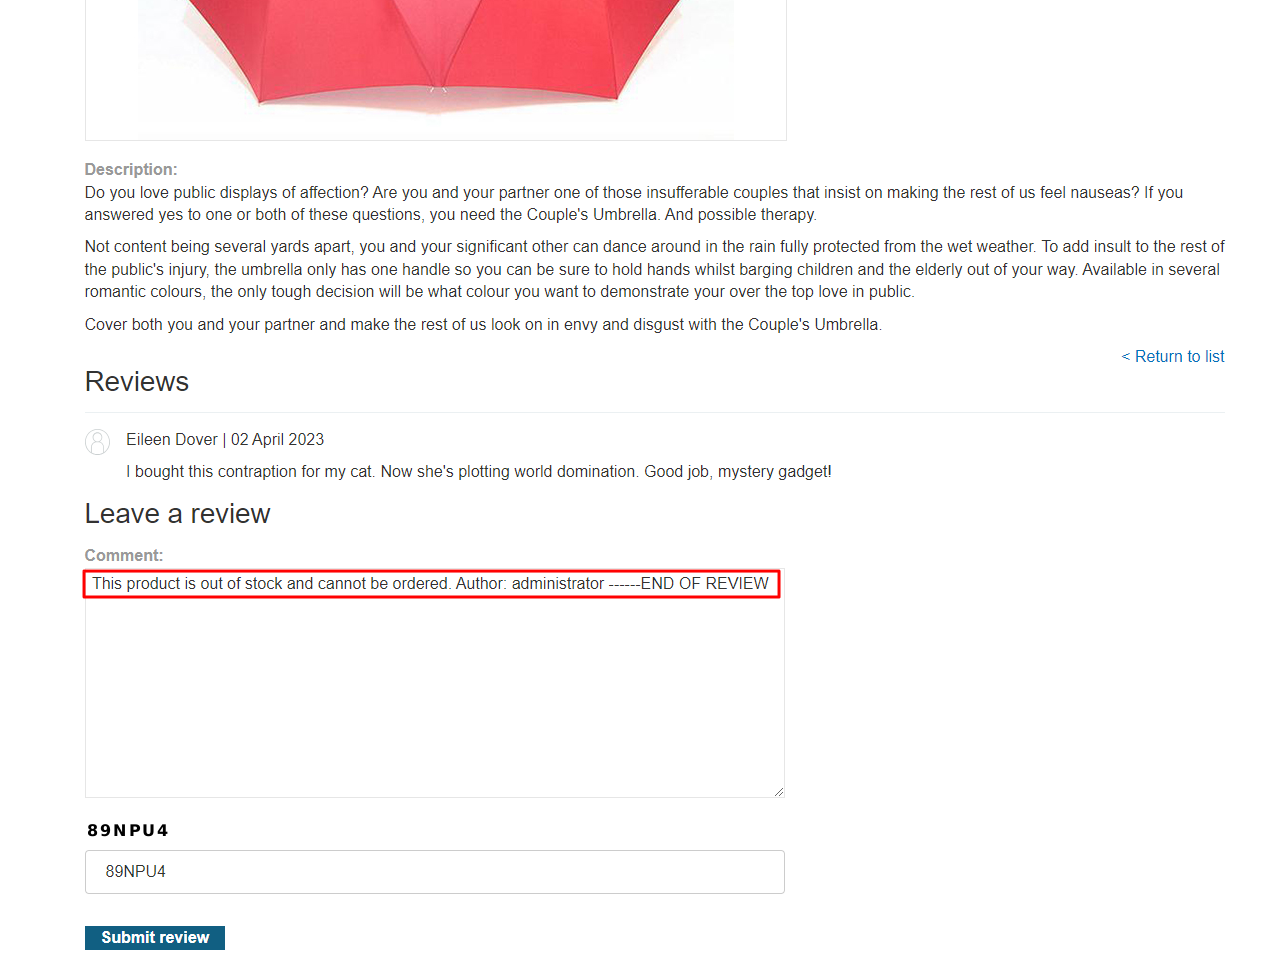 Description:
Do you love public displays of affection? Are you and your partner one of those insufferable couples that insist on making the rest of us feel nauseas? If you
answered yes to one or both of these questions, you need the Couple's Umbrella. And possible therapy.
Not content being several yards apart, you and your significant other can dance around in the rain fully protected from the wet weather. To add insult to the rest of
the public's injury, the umbrella only has one handle so you can be sure to hold hands whilst barging children and the elderly out of your way. Available in several
romantic colours, the only tough decision will be what colour you want to demonstrate your over the top love in public.
Cover both you and your partner and make the rest of us look on in envy and disgust with the Couple's Umbrella.
< Return to list
Reviews
Eileen Dover | 02 April 2023
I bought this contraption for my cat. Now she's plotting world domination. Good job, mystery gadget!
Leave a review
Comment:
This product is out of stock and cannot be ordered. Author: administrator ------END OF REVIEW
89NPU4
89NPU4
Submit review